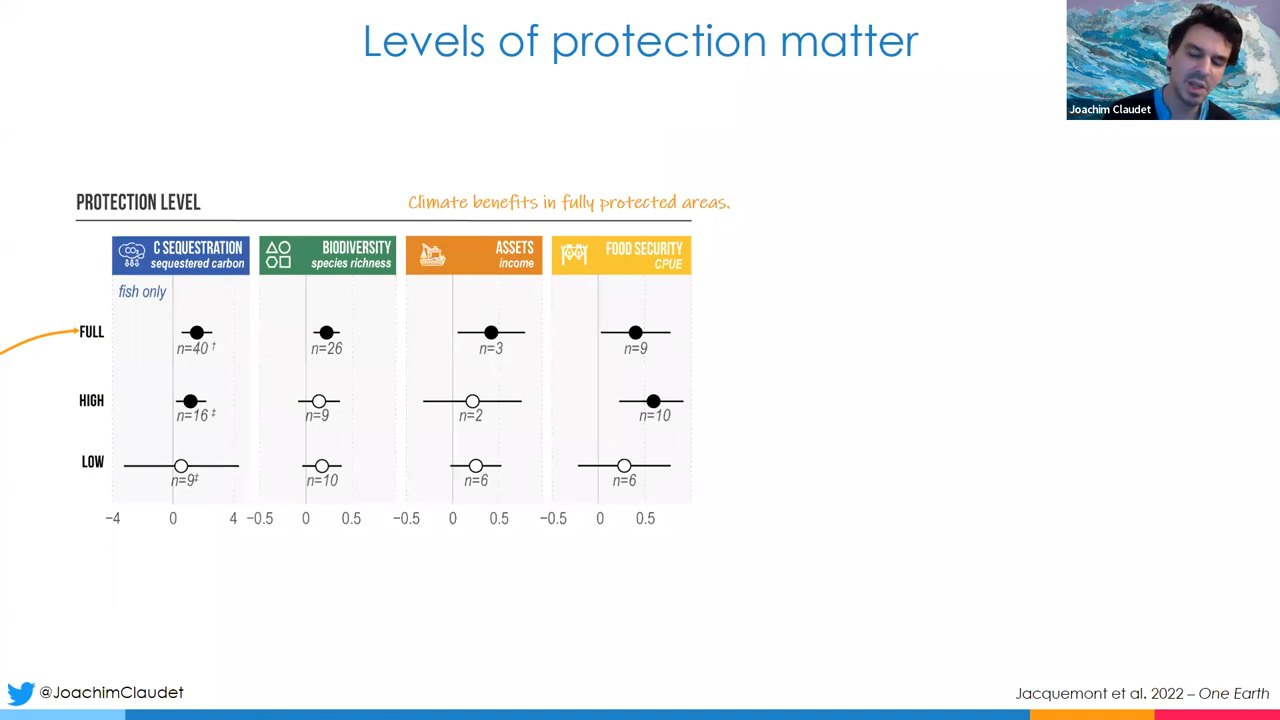 Levels of protection matter
Joachim Claudet
PROTECTION LEVEL
Climate benefits in fully protected areas.
C SEQUESTRATION
sequestered carbon
BIODIVERSITY
species richness
ASSETS
income
FOOD SECURITY
CPUE
fish only
FULL
n=40 † n=26 n=3 n=9
HIGH
n=16 ‡ n=9 n=2 n=10
LOW
n=9‡ n=10 n=6 n=6
−4 0 4 −0.5 0 0.5 −0.5 0 0.5 −0.5 0 0.5
@JoachimClaudet
Jacquemont et al. 2022 – One Earth